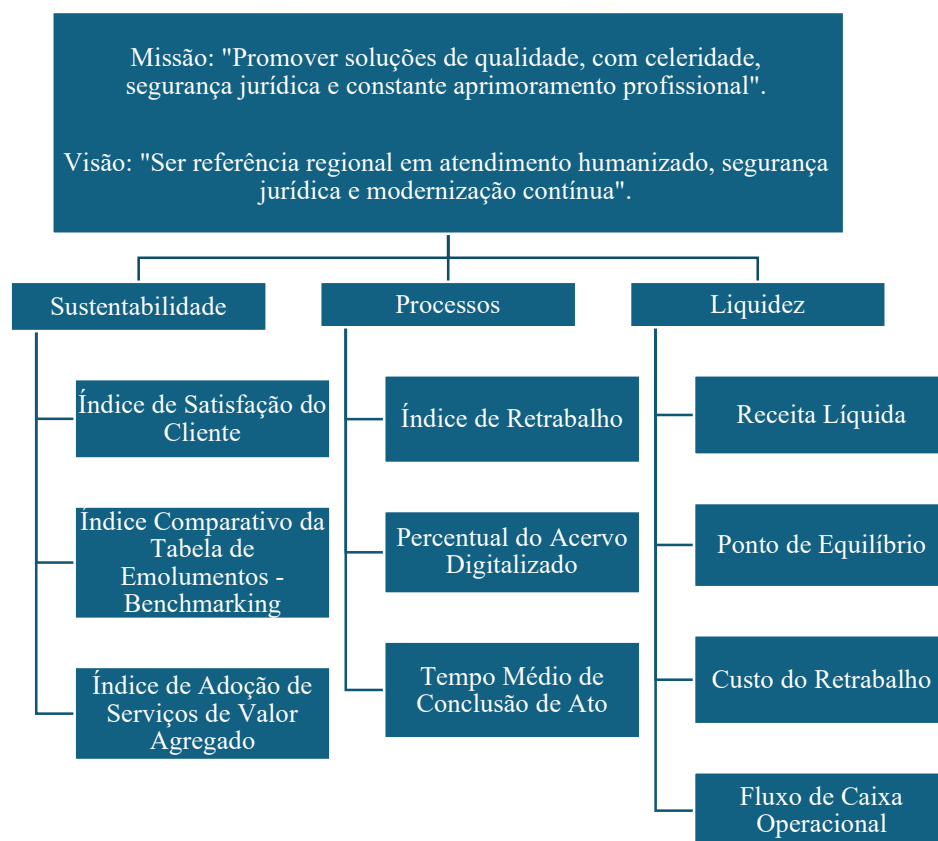 Missão: "Promover soluções de qualidade, com celeridade,
segurança jurídica e constante aprimoramento profissional".
Visão: "Ser referência regional em atendimento humanizado, segurança
jurídica e modernização contínua".
Sustentabilidade
Índice de Satisfação do
Cliente
Índice Comparativo da
Tabela de
Emolumentos -
Benchmarking
Índice de Adoção de
Serviços de Valor
Agregado
Processos
Índice de Retrabalho
Percentual do Acervo
Digitalizado
Tempo Médio de
Conclusão de Ato
Liquidez
Receita Líquida
Ponto de Equilíbrio
Custo do Retrabalho
Fluxo de Caixa
Operacional